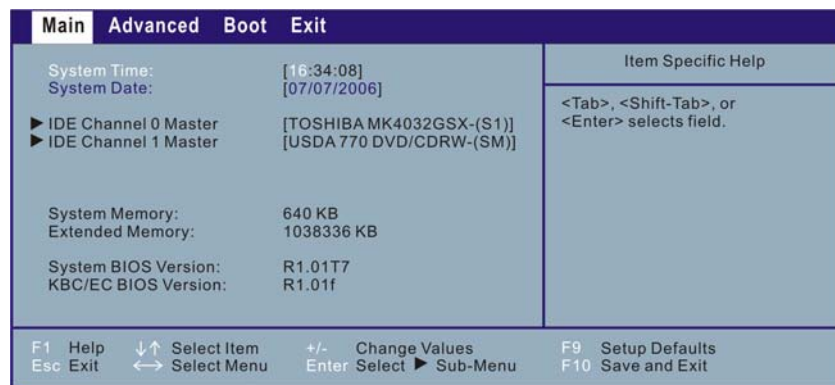 Main Advanced Boot Exit
System Time: [16:34:08]
System Date: [07/07/2006]
▶ IDE Channel 0 Master [TOSHIBA MK4032GSX-(S1)]
▶ IDE Channel 1 Master [USDA 770 DVD/CDRW-(SM)]
System Memory: 640 KB
Extended Memory: 1038336 KB
System BIOS Version: R1.01T7
KBC/EC BIOS Version: R1.01f
Item Specific Help
<Tab>, <Shift-Tab>, or
<Enter> selects field.
F1 Help ↓↑ Select Item +/- Change Values F9 Setup Defaults
Esc Exit ↔ Select Menu Enter Select ▶ Sub-Menu F10 Save and Exit